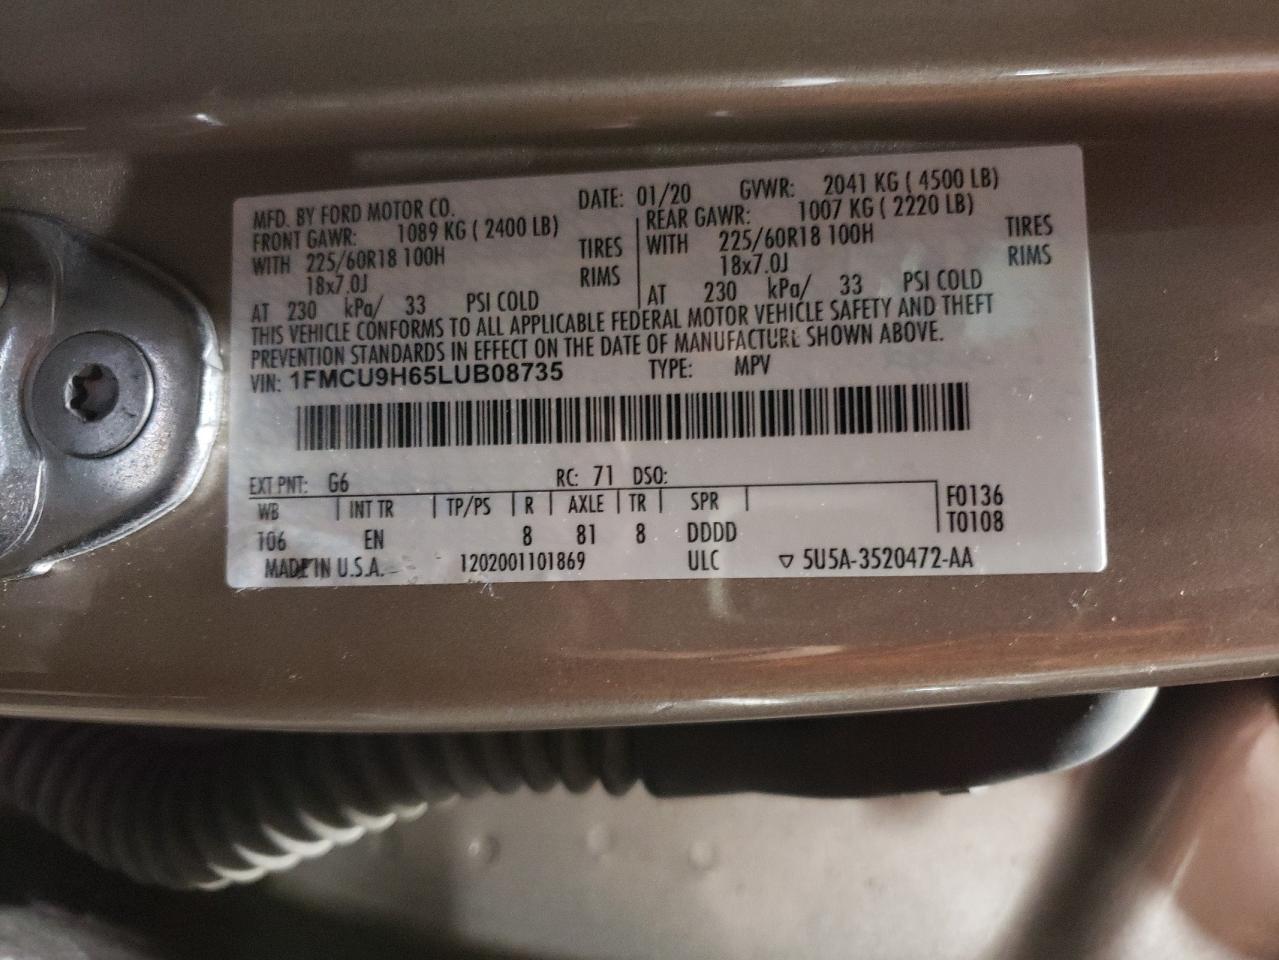 MFD. BY FORD MOTOR CO. DATE: 01/20 GVWR: 2041 KG ( 4500 LB)
FRONT GAWR: 1089 KG ( 2400 LB) REAR GAWR: 1007 KG ( 2220 LB)
WITH 225/60R18 100H TIRES WITH 225/60R18 100H TIRES
18x7.0J RIMS 18x7.0J RIMS
AT 230 kPa/ 33 PSI COLD AT 230 kPa/ 33 PSI COLD
THIS VEHICLE CONFORMS TO ALL APPLICABLE FEDERAL MOTOR VEHICLE SAFETY AND THEFT
PREVENTION STANDARDS IN EFFECT ON THE DATE OF MANUFACTURE SHOWN ABOVE.
VIN: 1FMCU9H65LUB08735 TYPE: MPV
EXT PNT: G6 RC: 71 DSO:
WB INT TR TP/PS R AXLE TR SPR F0136
106 EN 8 81 8 DDDD T0108
MADE IN U.S.A. 1202001101869 ULC ▽ 5U5A-3520472-AA